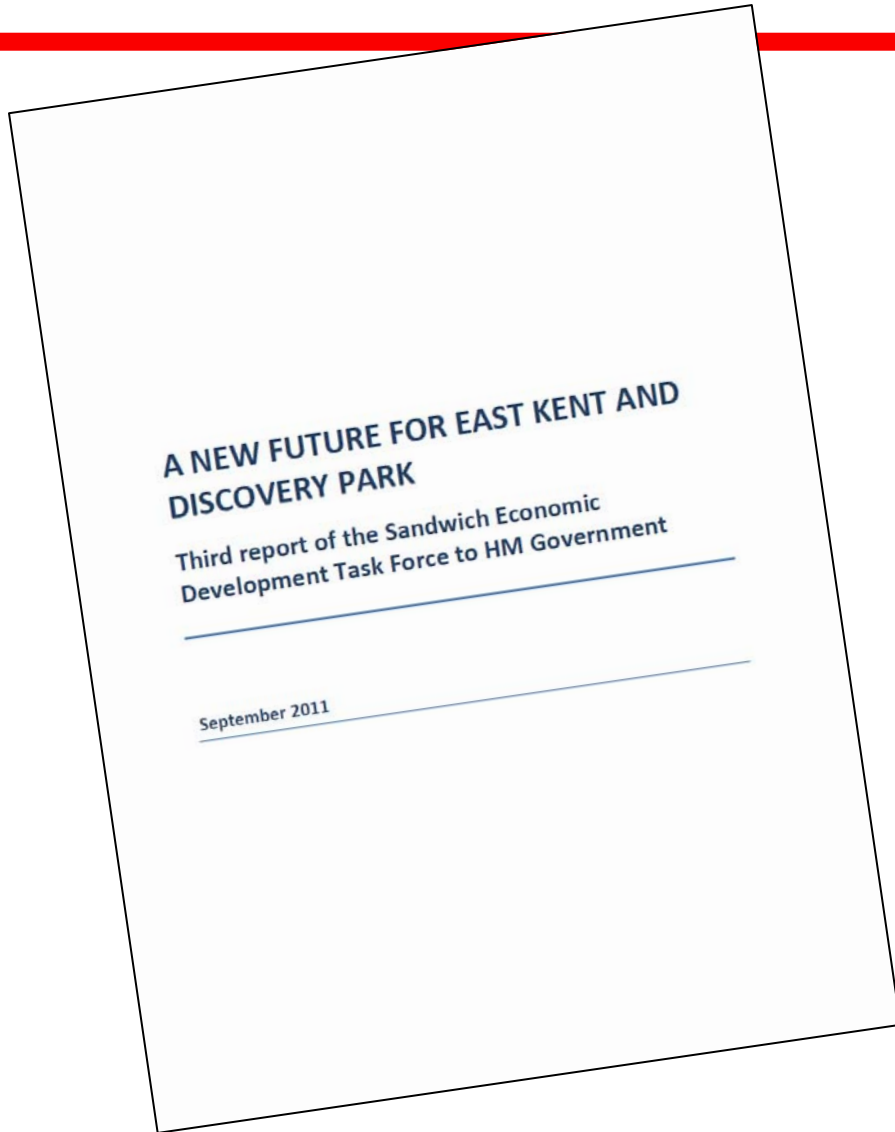 A NEW FUTURE FOR EAST KENT AND
DISCOVERY PARK
Third report of the Sandwich Economic
Development Task Force to HM Government
September 2011